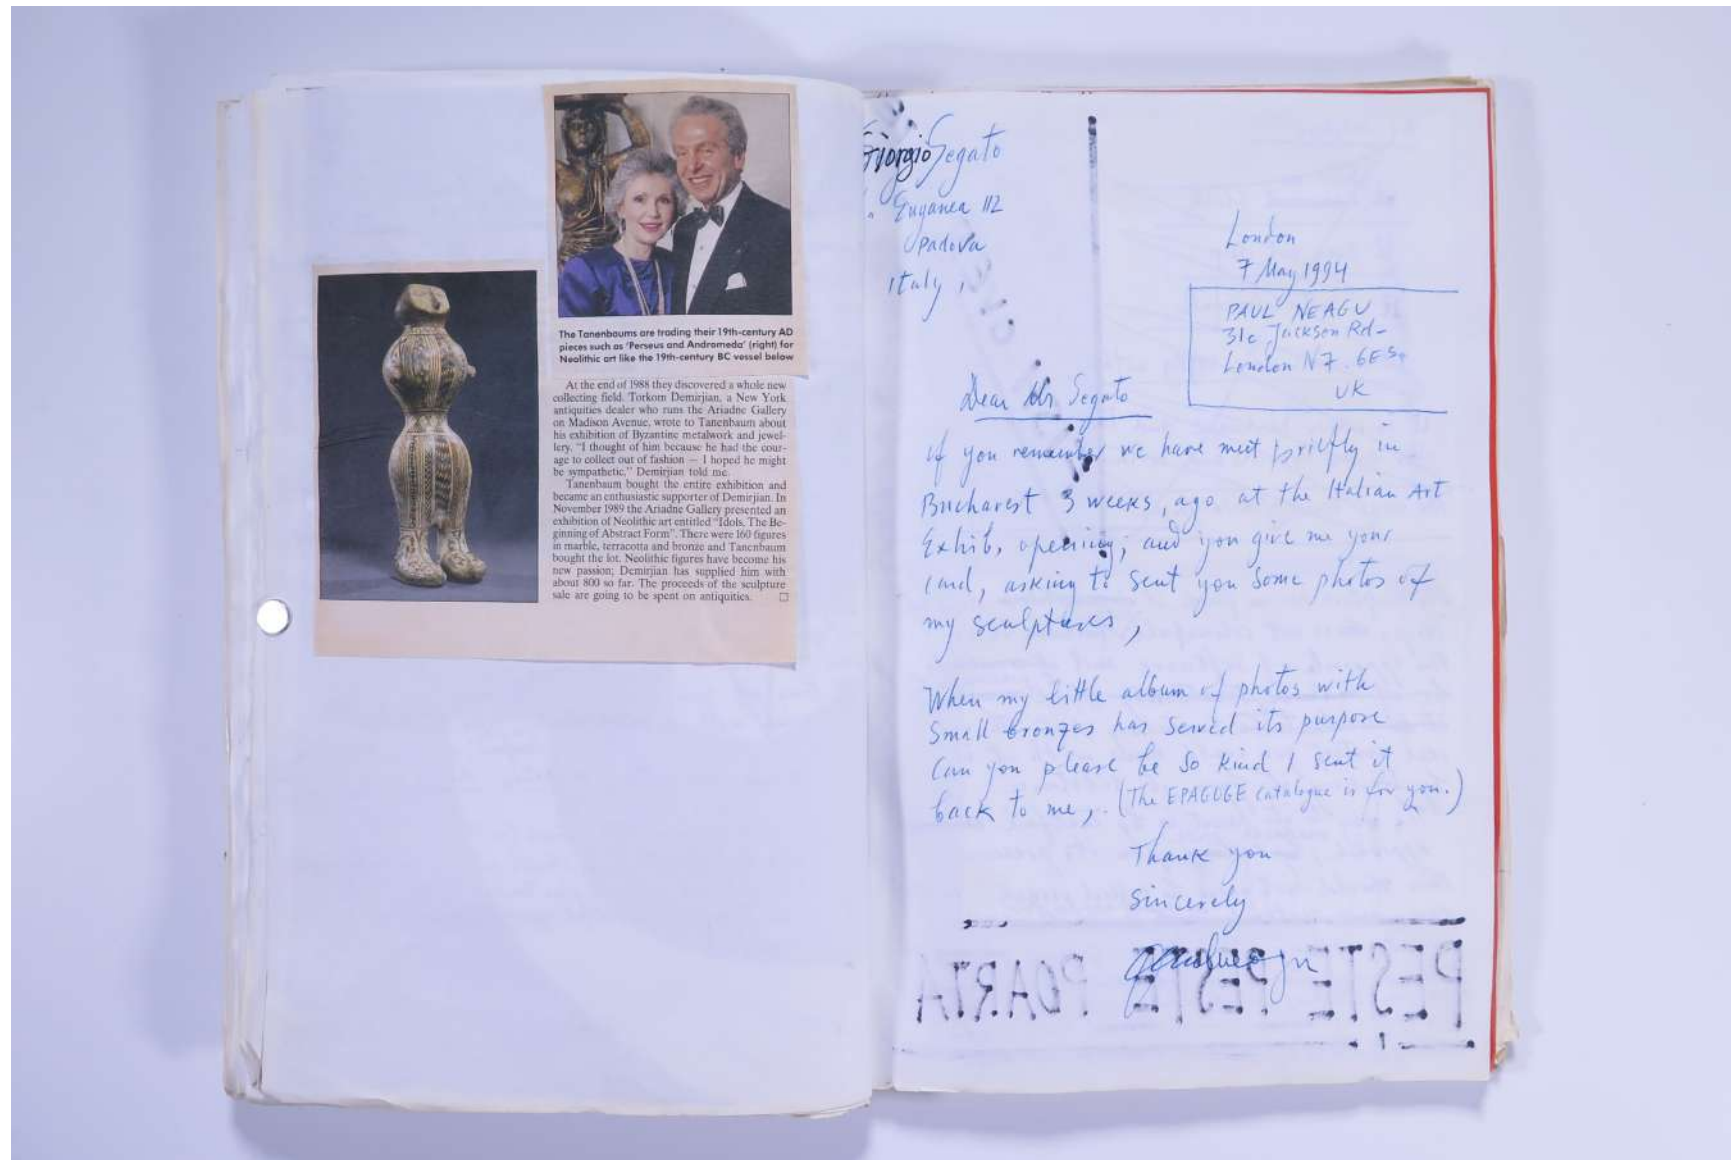 The Tanenbaums are trading their 19th-century AD
pieces such as 'Perseus and Andromeda' (right) for
Neolithic art like the 19th-century BC vessel below
At the end of 1988 they discovered a whole new
collecting field. Torkom Demirjian, a New York
antiquities dealer who runs the Ariadne Gallery
on Madison Avenue, wrote to Tanenbaum about
his exhibition of Byzantine metalwork and jewel-
lery. "I thought of him because he had the cour-
age to collect out of fashion — I hoped he might
be sympathetic," Demirjian told me.
Tanenbaum bought the entire exhibition and
became an enthusiastic supporter of Demirjian. In
November 1989 the Ariadne Gallery presented an
exhibition of Neolithic art entitled "Idols, The Be-
ginning of Abstract Form". There were 160 figures
in marble, terracotta and bronze and Tanenbaum
bought the lot. Neolithic figures have become his
new passion; Demirjian has supplied him with
about 800 so far. The proceeds of the sculpture
sale are going to be spent on antiquities.
Giorgio Segato
Euganea 112
Padova
Italy,
London
7 May 1994
PAUL NEAGU
31c Jackson Rd-
London N7. 6ES
UK
Dear Mr. Segato
if you remember we have meet briefly in
Bucharest 3 weeks, ago at the Italian Art
Exhib, opening; and you give me your
card, asking to sent you some photos of
my sculptures,
When my little album of photos with
Small bronzes has served its purpose
Can you please be so kind & sent it
back to me,. (The EPAGOGE catalogue is for you.)
Thank you
Sincerely
PESTE PESTE POARTA